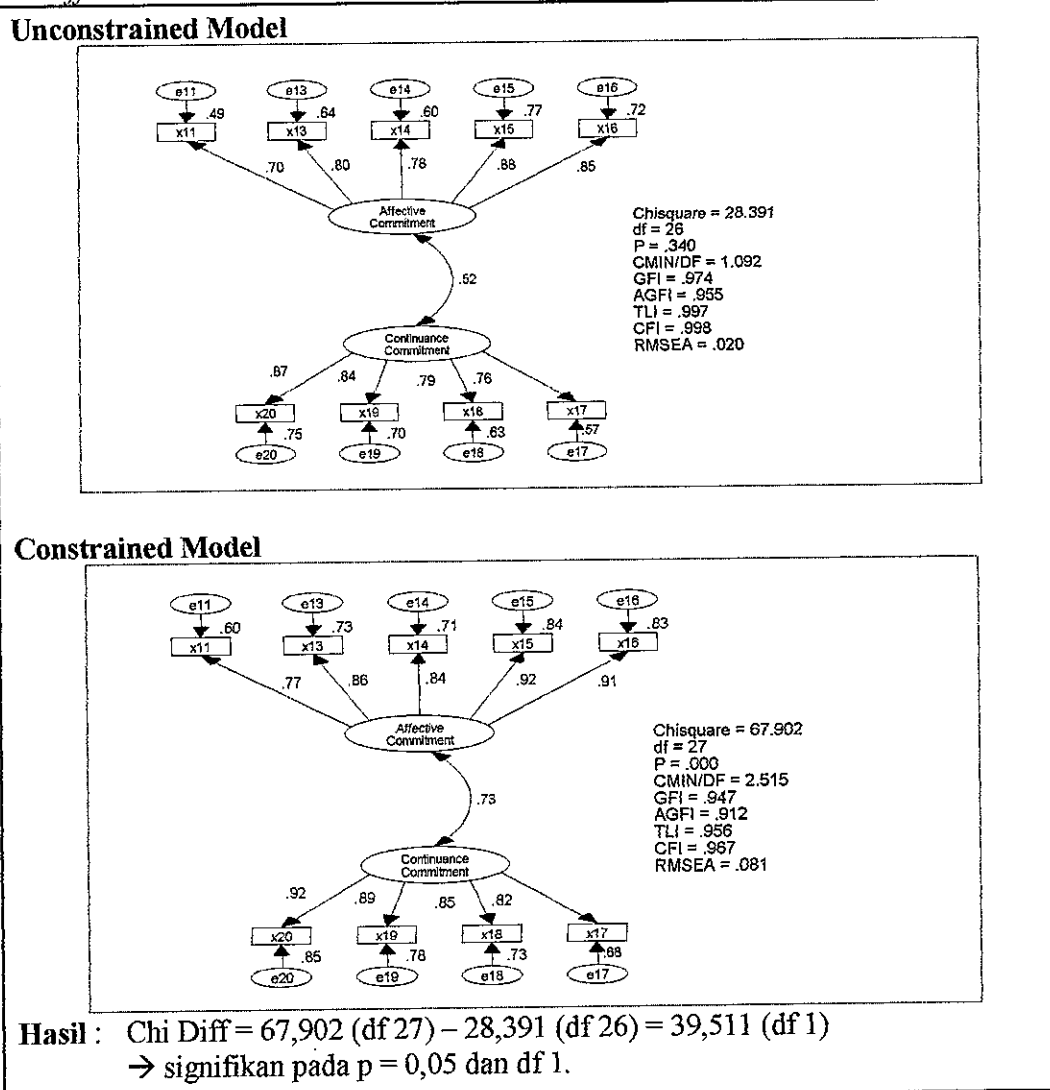 Unconstrained Model
e11 e13 e14 e15 e16
.49 .64 .60 .77 .72
x11 x13 x14 x15 x16
.70 .80 .78 .88 .85
Affective
Commitment
Chisquare = 28.391
df = 26
P = .340
CMIN/DF = 1.092
GFI = .974
AGFI = .955
TLI = .997
CFI = .998
RMSEA = .020
.52
Continuance
Commitment
.87 .84 .79 .76
x20 x19 x18 x17
.75 .70 .63 .57
e20 e19 e18 e17
Constrained Model
e11 e13 e14 e15 e16
.60 .73 .71 .84 .83
x11 x13 x14 x15 x16
.77 .86 .84 .92 .91
Affective
Commitment
Chisquare = 67.902
df = 27
P = .000
CMIN/DF = 2.515
GFI = .947
AGFI = .912
TLI = .956
CFI = .967
RMSEA = .081
.73
Continuance
Commitment
.92 .89 .85 .82
x20 x19 x18 x17
.85 .78 .73 .68
e20 e19 e18 e17
Hasil : Chi Diff = 67,902 (df 27) – 28,391 (df 26) = 39,511 (df 1)
→ signifikan pada p = 0,05 dan df 1.